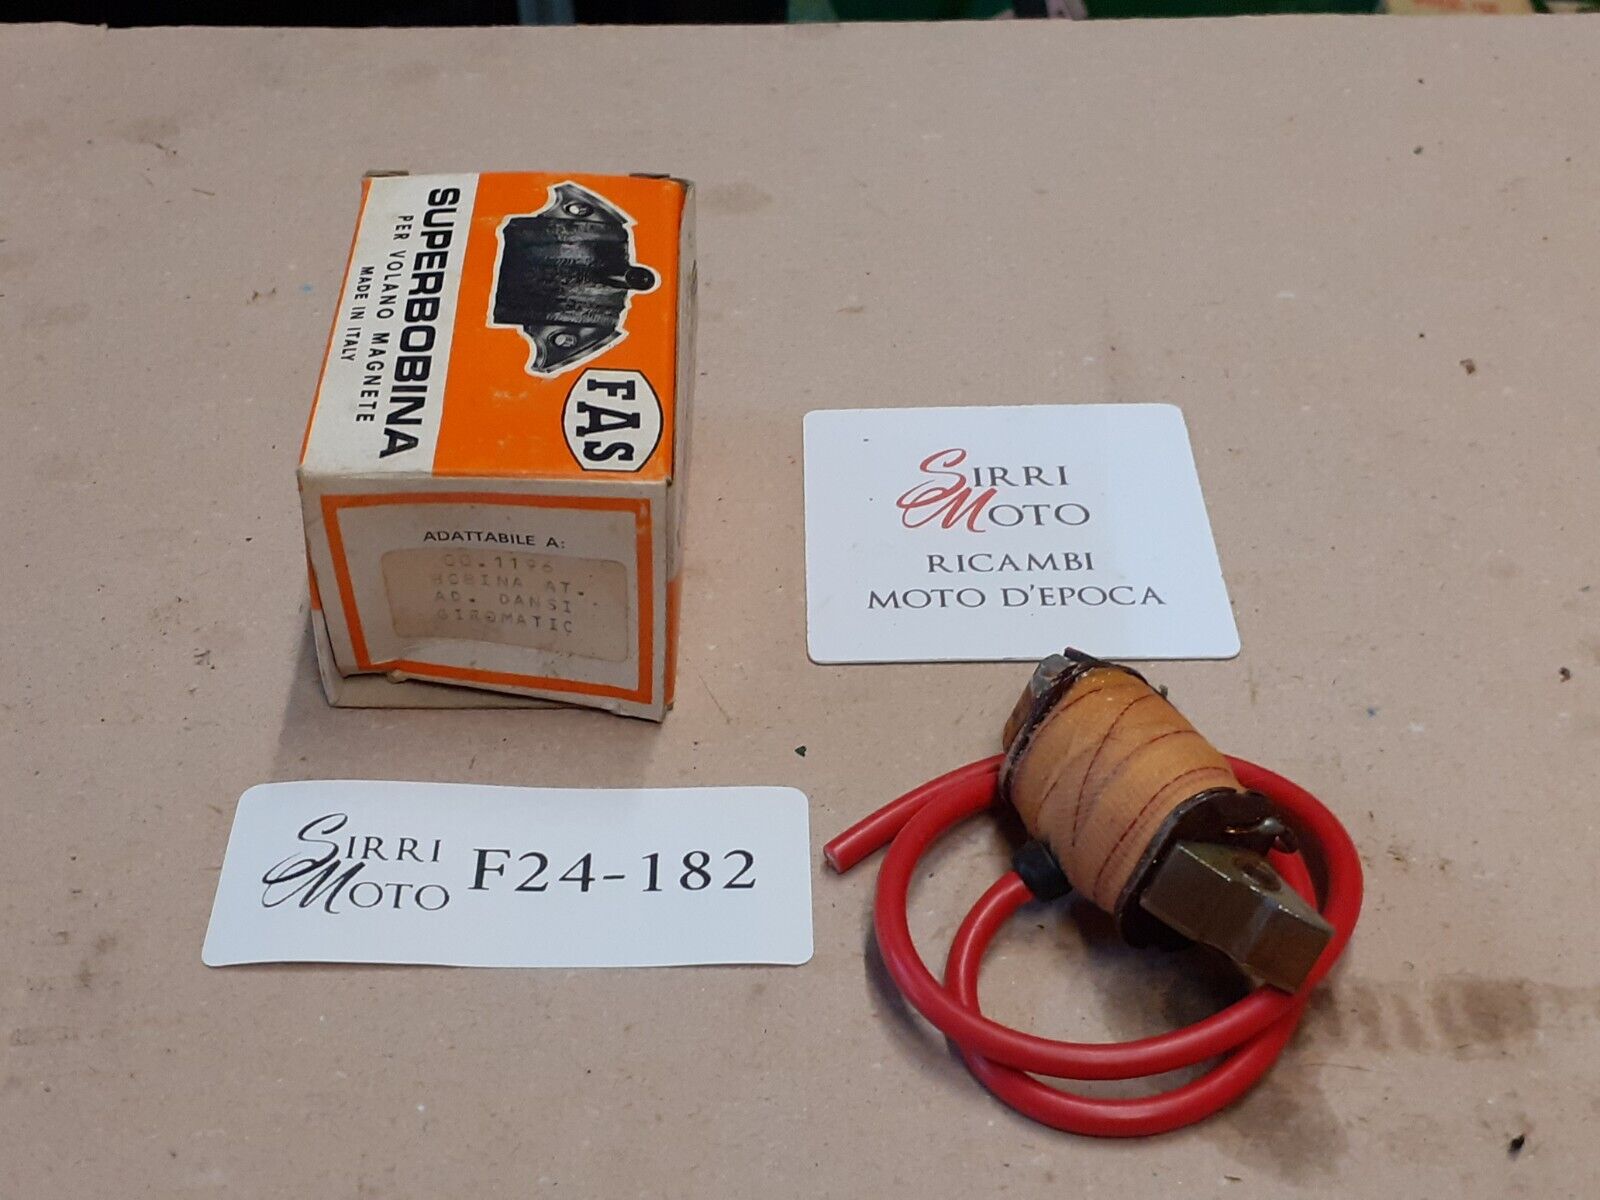 SUPERBOBINA
PER VOLANO MAGNETE
MADE IN ITALY
FAS
ADATTABILE A:
CO.1196
BOBINA AT.
AD. DANSI
GIROMATIC
SIRRI
MOTO
RICAMBI
MOTO D'EPOCA
SIRRI
MOTO
F24-182